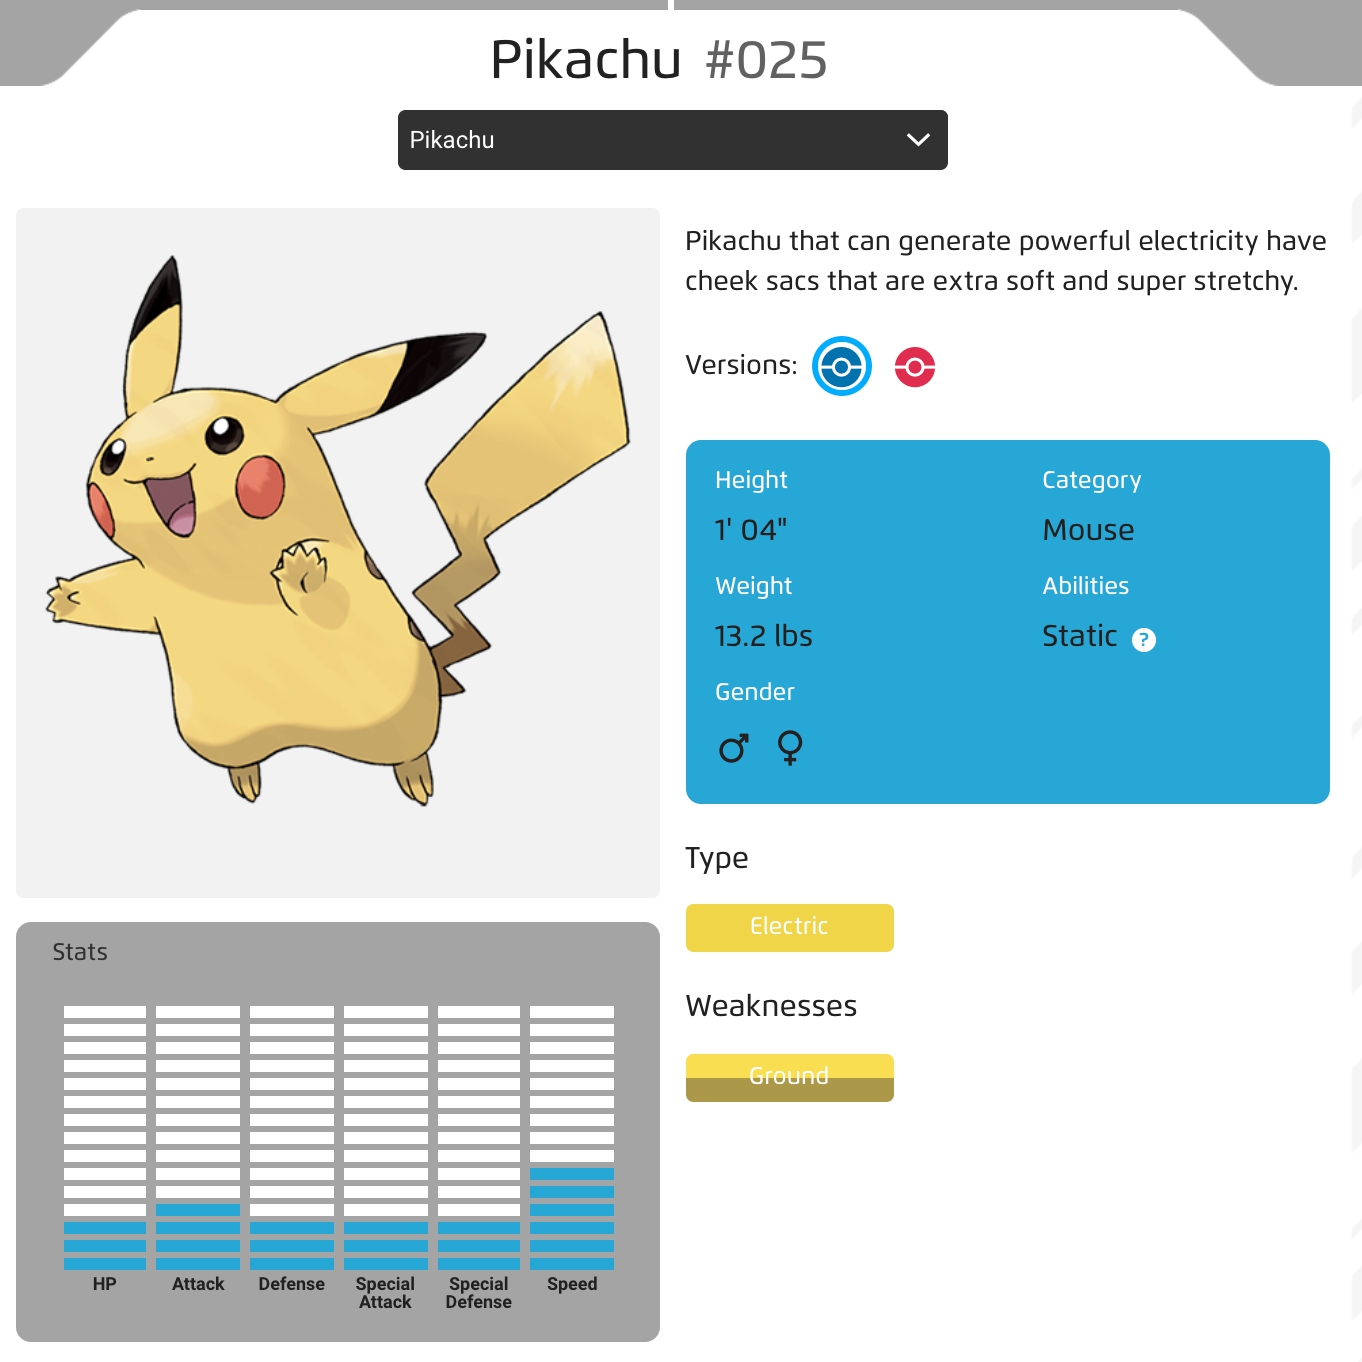 Pikachu #025
Pikachu
Pikachu that can generate powerful electricity have
cheek sacs that are extra soft and super stretchy.
Versions:
Height
1' 04"
Weight
13.2 lbs
Gender
♂ ♀
Category
Mouse
Abilities
Static ?
Type
Electric
Weaknesses
Ground
Stats
HP
Attack
Defense
Special
Attack
Special
Defense
Speed